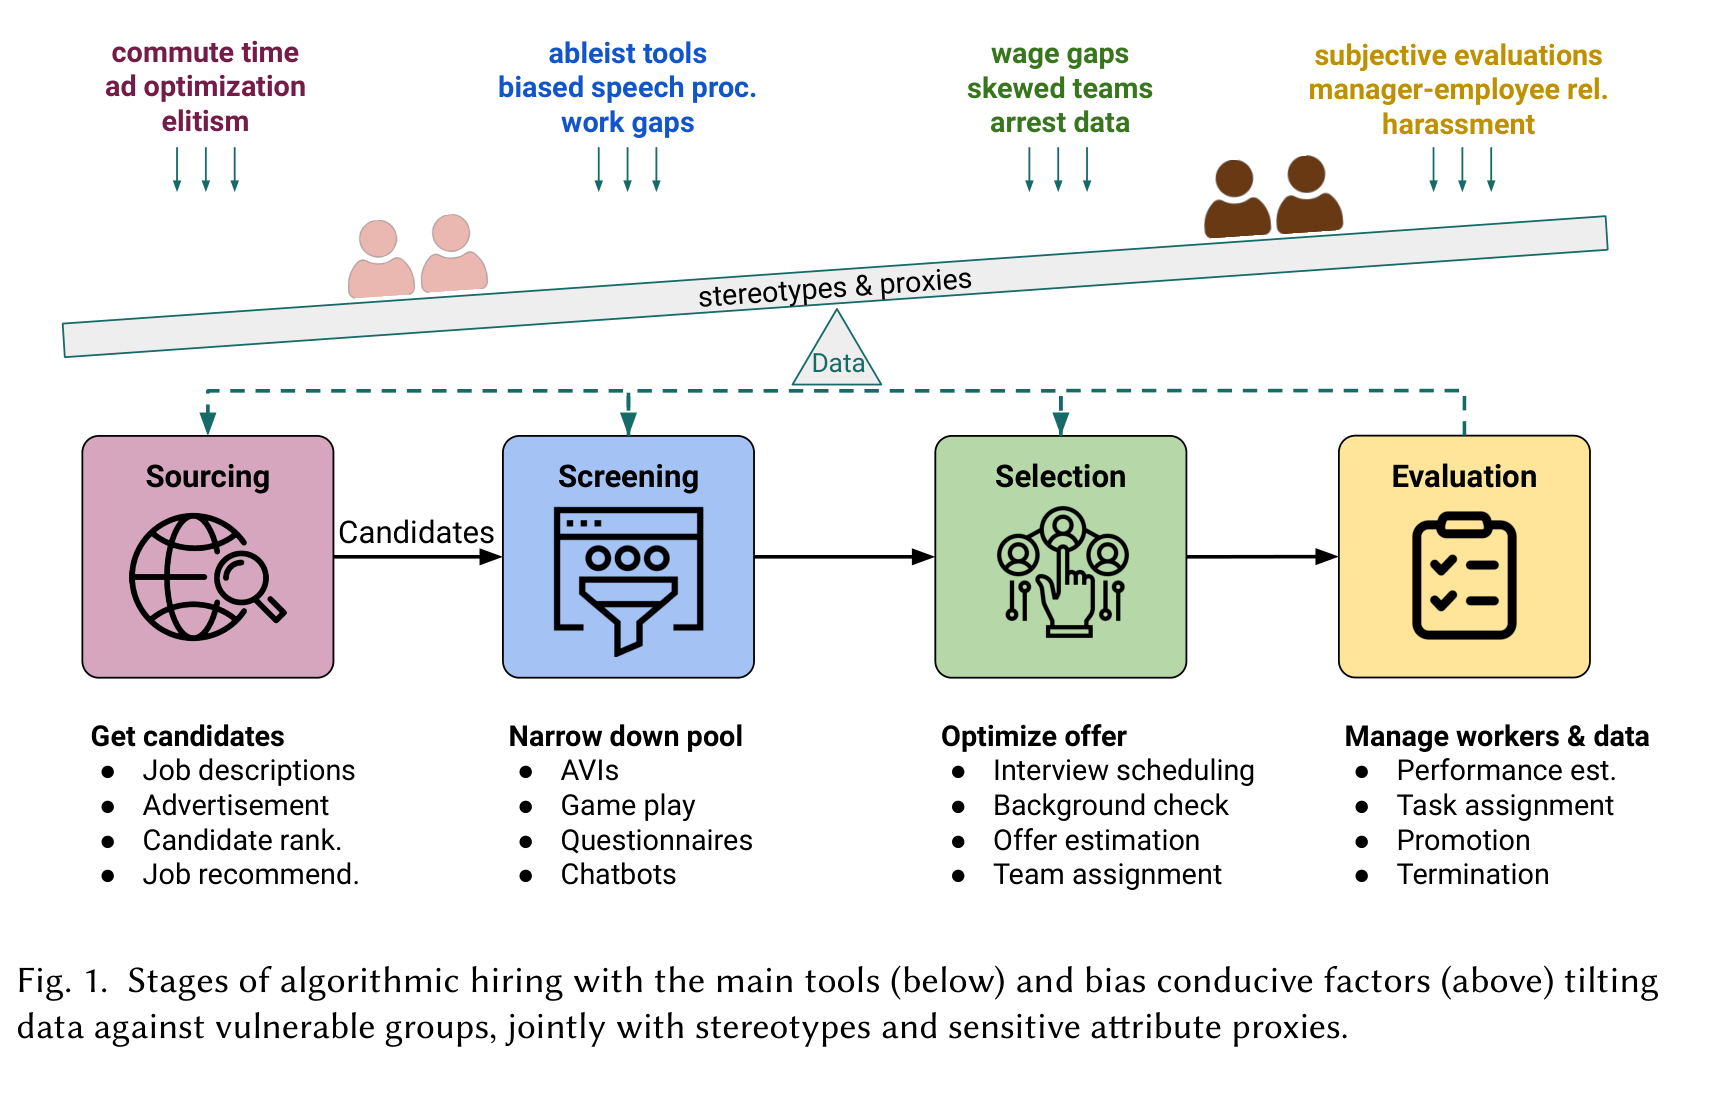 commute time
ad optimization
elitism
ableist tools
biased speech proc.
work gaps
wage gaps
skewed teams
arrest data
subjective evaluations
manager-employee rel.
harassment
stereotypes & proxies
Data
Sourcing
Candidates
Screening
Selection
Evaluation
Get candidates
● Job descriptions
● Advertisement
● Candidate rank.
● Job recommend.
Narrow down pool
● AVIs
● Game play
● Questionnaires
● Chatbots
Optimize offer
● Interview scheduling
● Background check
● Offer estimation
● Team assignment
Manage workers & data
● Performance est.
● Task assignment
● Promotion
● Termination
Fig. 1. Stages of algorithmic hiring with the main tools (below) and bias conducive factors (above) tilting
data against vulnerable groups, jointly with stereotypes and sensitive attribute proxies.